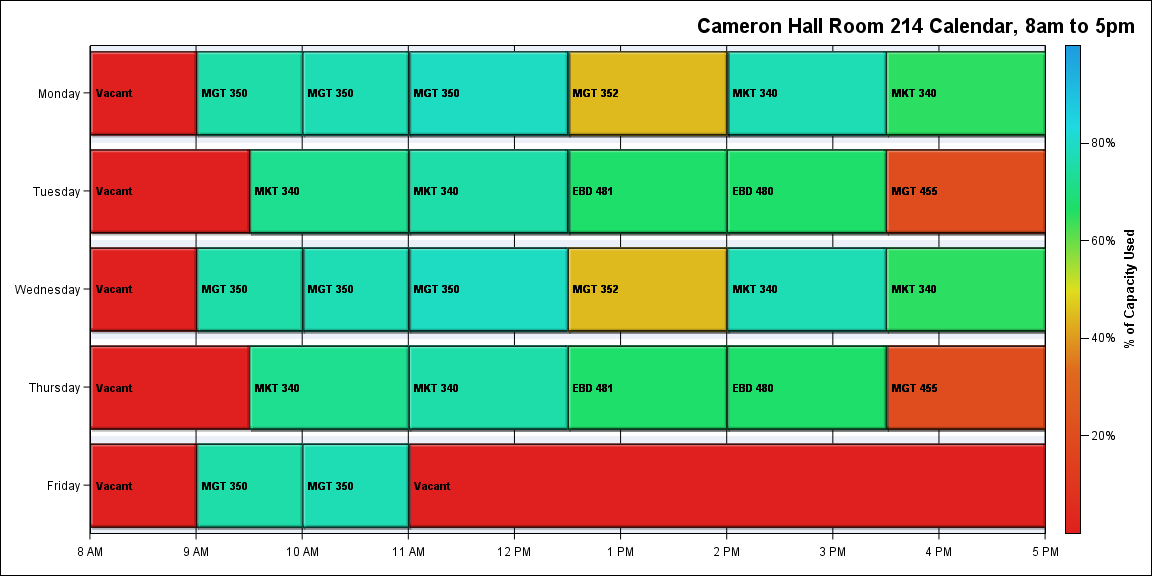 Cameron Hall Room 214 Calendar, 8am to 5pm
Monday
Vacant
MGT 350
MGT 350
MGT 350
MGT 352
MKT 340
MKT 340
Tuesday
Vacant
MKT 340
MKT 340
EBD 481
EBD 480
MGT 455
Wednesday
Vacant
MGT 350
MGT 350
MGT 350
MGT 352
MKT 340
MKT 340
Thursday
Vacant
MKT 340
MKT 340
EBD 481
EBD 480
MGT 455
Friday
Vacant
MGT 350
MGT 350
Vacant
8 AM
9 AM
10 AM
11 AM
12 PM
1 PM
2 PM
3 PM
4 PM
5 PM
80%
60%
40%
20%
% of Capacity Used